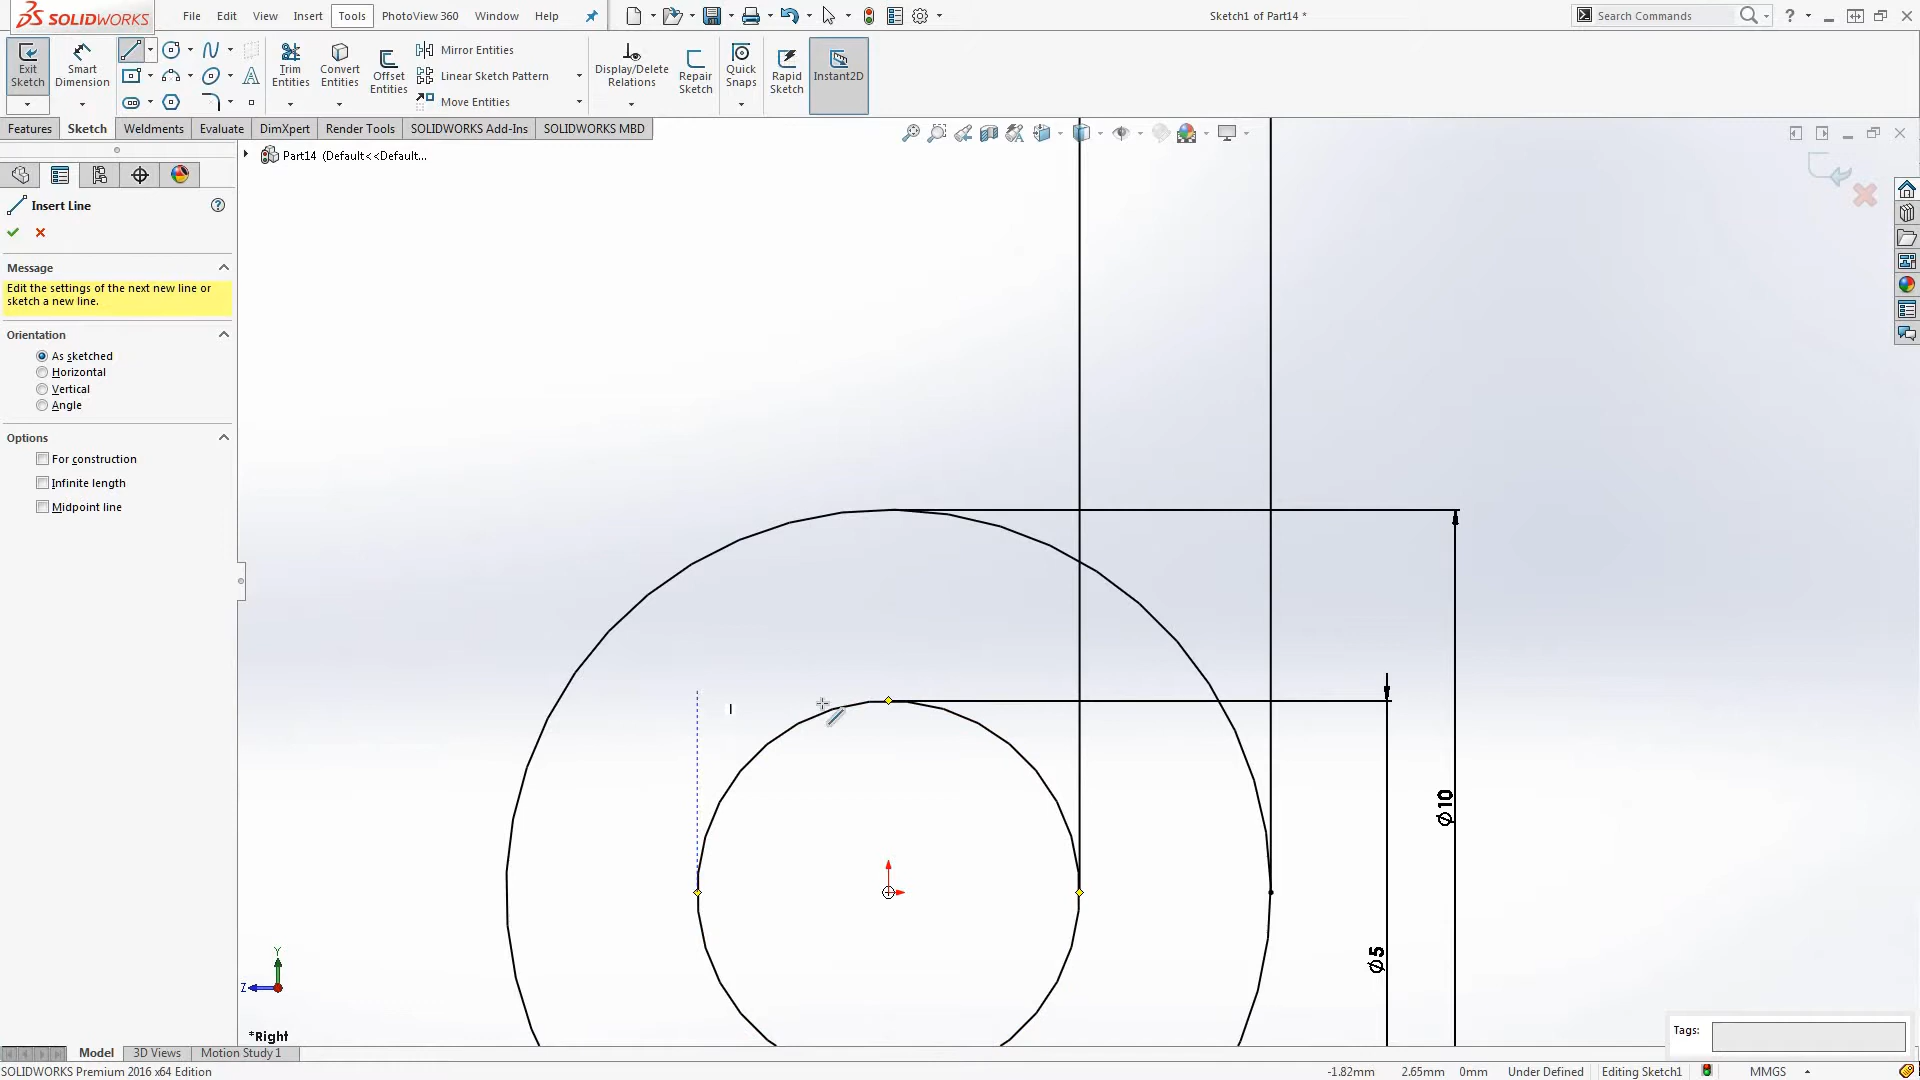 SOLIDWORKS
File Edit View Insert Tools PhotoView 360 Window Help
Sketch1 of Part14 *
Search Commands
Exit Sketch
Smart Dimension
Trim Entities
Convert Entities
Offset Entities
Mirror Entities
Linear Sketch Pattern
Move Entities
Display/Delete Relations
Repair Sketch
Quick Snaps
Rapid Sketch
Instant2D
Features Sketch Weldments Evaluate DimXpert Render Tools SOLIDWORKS Add-Ins SOLIDWORKS MBD
Part14 (Default<<Default...
Insert Line
Message
Edit the settings of the next new line or
sketch a new line.
Orientation
As sketched
Horizontal
Vertical
Angle
Options
For construction
Infinite length
Midpoint line
Ø10
Ø5
Y
Z
*Right
Tags:
Model 3D Views Motion Study 1
SOLIDWORKS Premium 2016 x64 Edition
-1.82mm 2.65mm 0mm Under Defined Editing Sketch1 MMGS